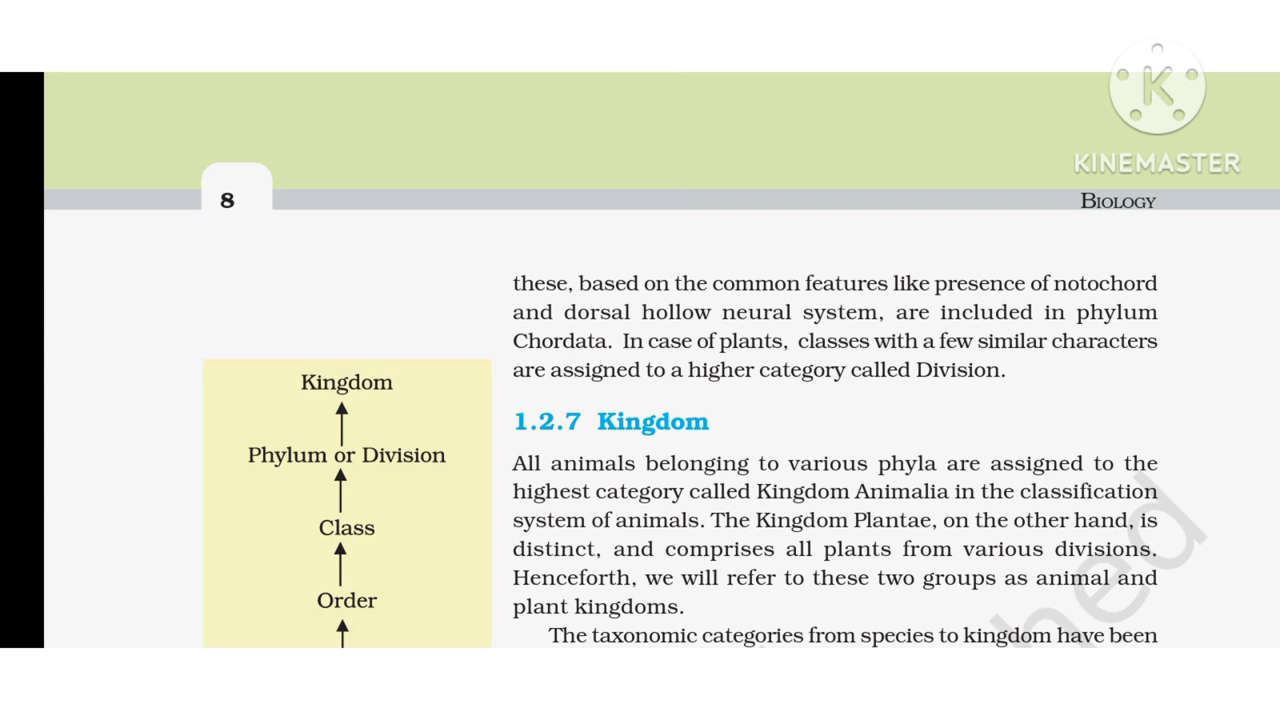 K
KINEMASTER
8
BIOLOGY
these, based on the common features like presence of notochord
and dorsal hollow neural system, are included in phylum
Chordata. In case of plants, classes with a few similar characters
are assigned to a higher category called Division.
1.2.7 Kingdom
All animals belonging to various phyla are assigned to the
highest category called Kingdom Animalia in the classification
system of animals. The Kingdom Plantae, on the other hand, is
distinct, and comprises all plants from various divisions.
Henceforth, we will refer to these two groups as animal and
plant kingdoms.
The taxonomic categories from species to kingdom have been
Kingdom
Phylum or Division
Class
Order
hed